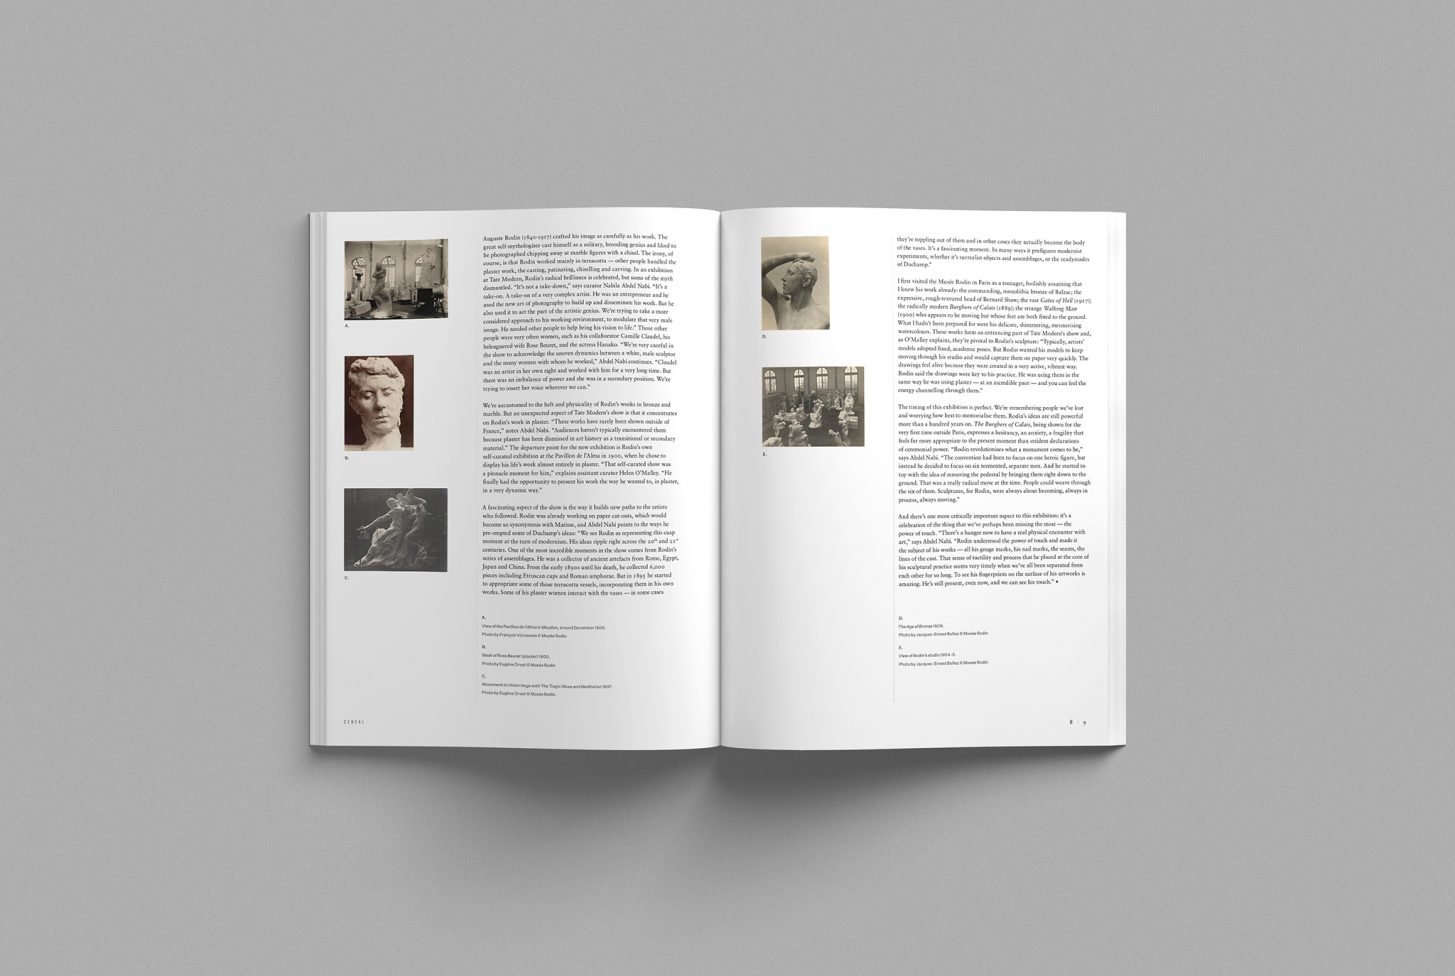 A.
B.
C.
Auguste Rodin (1840-1917) crafted his image as carefully as his work. The
great self-mythologiser cast himself as a solitary, brooding genius and liked to
be photographed chipping away at marble figures with a chisel. The irony, of
course, is that Rodin worked mainly in terracotta — other people handled the
plaster work, the casting, patinating, chiselling and carving. In an exhibition
at Tate Modern, Rodin's radical brilliance is celebrated, but some of the myth
dismantled. “It's not a take-down,” says curator Nabila Abdel Nabi. “It's a
take-on. A take-on of a very complex artist. He was an entrepreneur and he
used the new art of photography to build up and disseminate his work. But he
also used it to act the part of the artistic genius. We're trying to take a more
considered approach to his working environment, to modulate that very male
image. He needed other people to help bring his vision to life.” Those other
people were very often women, such as his collaborator Camille Claudel, his
beleaguered wife Rose Beuret, and the actress Hanako. “We're very careful in
the show to acknowledge the uneven dynamics between a white, male sculptor
and the many women with whom he worked,” Abdel Nabi continues. “Claudel
was an artist in her own right and worked with him for a very long time. But
there was an imbalance of power and she was in a secondary position. We're
trying to insert her voice wherever we can.”
We're accustomed to the heft and physicality of Rodin's works in bronze and
marble. But an unexpected aspect of Tate Modern's show is that it concentrates
on Rodin's work in plaster. “These works have rarely been shown outside of
France,” notes Abdel Nabi. “Audiences haven't typically encountered them
because plaster has been dismissed in art history as a transitional or secondary
material.” The departure point for the new exhibition is Rodin's own
self-curated exhibition at the Pavillon de l'Alma in 1900, when he chose to
display his life's work almost entirely in plaster. “That self-curated show was
a pinnacle moment for him,” explains assistant curator Helen O'Malley. “He
finally had the opportunity to present his work the way he wanted to, in plaster,
in a very dynamic way.”
A fascinating aspect of the show is the way it builds new paths to the artists
who followed. Rodin was already working on paper cut-outs, which would
become so synonymous with Matisse, and Abdel Nabi points to the ways he
pre-empted some of Duchamp's ideas: “We see Rodin as representing this cusp
moment at the turn of modernism. His ideas ripple right across the 20th and 21st
centuries. One of the most incredible moments in the show comes from Rodin's
series of assemblages. He was a collector of ancient artefacts from Rome, Egypt,
Japan and China. From the early 1890s until his death, he collected 6,000
pieces including Etruscan cups and Roman amphorae. But in 1895 he started
to appropriate some of those terracotta vessels, incorporating them in his own
works. Some of his plaster women interact with the vases — in some cases
A.
View of the Pavillon de l'Alma in Meudon, around December 1906.
Photo by François Vizzavona © Musée Rodin
B.
Mask of Rose Beuret (plaster) 1900.
Photo by Eugène Druet © Musée Rodin
C.
Monument to Victor Hugo with The Tragic Muse and Meditation 1897.
Photo by Eugène Druet © Musée Rodin
CEREAL
D.
E.
they're toppling out of them and in other cases they actually become the body
of the vases. It's a fascinating moment. In many ways it prefigures modernist
experiments, whether it's surrealist objects and assemblages, or the readymades
of Duchamp.”
I first visited the Musée Rodin in Paris as a teenager, foolishly assuming that
I knew his work already: the commanding, monolithic bronze of Balzac; the
expressive, rough-textured head of Bernard Shaw; the vast Gates of Hell (1917);
the radically modern Burghers of Calais (1889); the strange Walking Man
(1900) who appears to be moving but whose feet are both fixed to the ground.
What I hadn't been prepared for were his delicate, shimmering, mesmerising
watercolours. These works form an entrancing part of Tate Modern's show and,
as O'Malley explains, they're pivotal to Rodin's sculpture: “Typically, artists'
models adopted fixed, academic poses. But Rodin wanted his models to keep
moving through his studio and would capture them on paper very quickly. The
drawings feel alive because they were created in a very active, vibrant way.
Rodin said the drawings were key to his practice. He was using them in the
same way he was using plaster — at an incredible pace — and you can feel the
energy channelling through them.”
The timing of this exhibition is perfect. We're remembering people we've lost
and worrying how best to memorialise them. Rodin's ideas are still powerful
more than a hundred years on. The Burghers of Calais, being shown for the
very first time outside Paris, expresses a hesitancy, an anxiety, a fragility that
feels far more appropriate to the present moment than strident declarations
of ceremonial power. “Rodin revolutionises what a monument comes to be,”
says Abdel Nabi. “The convention had been to focus on one heroic figure, but
instead he decided to focus on six tormented, separate men. And he started to
toy with the idea of removing the pedestal by bringing them right down to the
ground. That was a really radical move at the time. People could weave through
the six of them. Sculptures, for Rodin, were always about becoming, always in
process, always moving.”
And there's one more critically important aspect to this exhibition: it's a
celebration of the thing that we've perhaps been missing the most — the
power of touch. “There's a hunger now to have a real physical encounter with
art,” says Abdel Nabi. “Rodin understood the power of touch and made it
the subject of his works — all his gouge marks, his nail marks, the seams, the
lines of the cast. That sense of tactility and process that he placed at the core of
his sculptural practice seems very timely when we've all been separated from
each other for so long. To see his fingerprints on the surface of his artworks is
amazing. He's still present, even now, and we can see his touch.” •
D.
The Age of Bronze 1909.
Photo by Jacques-Ernest Bulloz © Musée Rodin
E.
View of Rodin's studio 1904-5.
Photo by Jacques-Ernest Bulloz © Musée Rodin
8 | 9